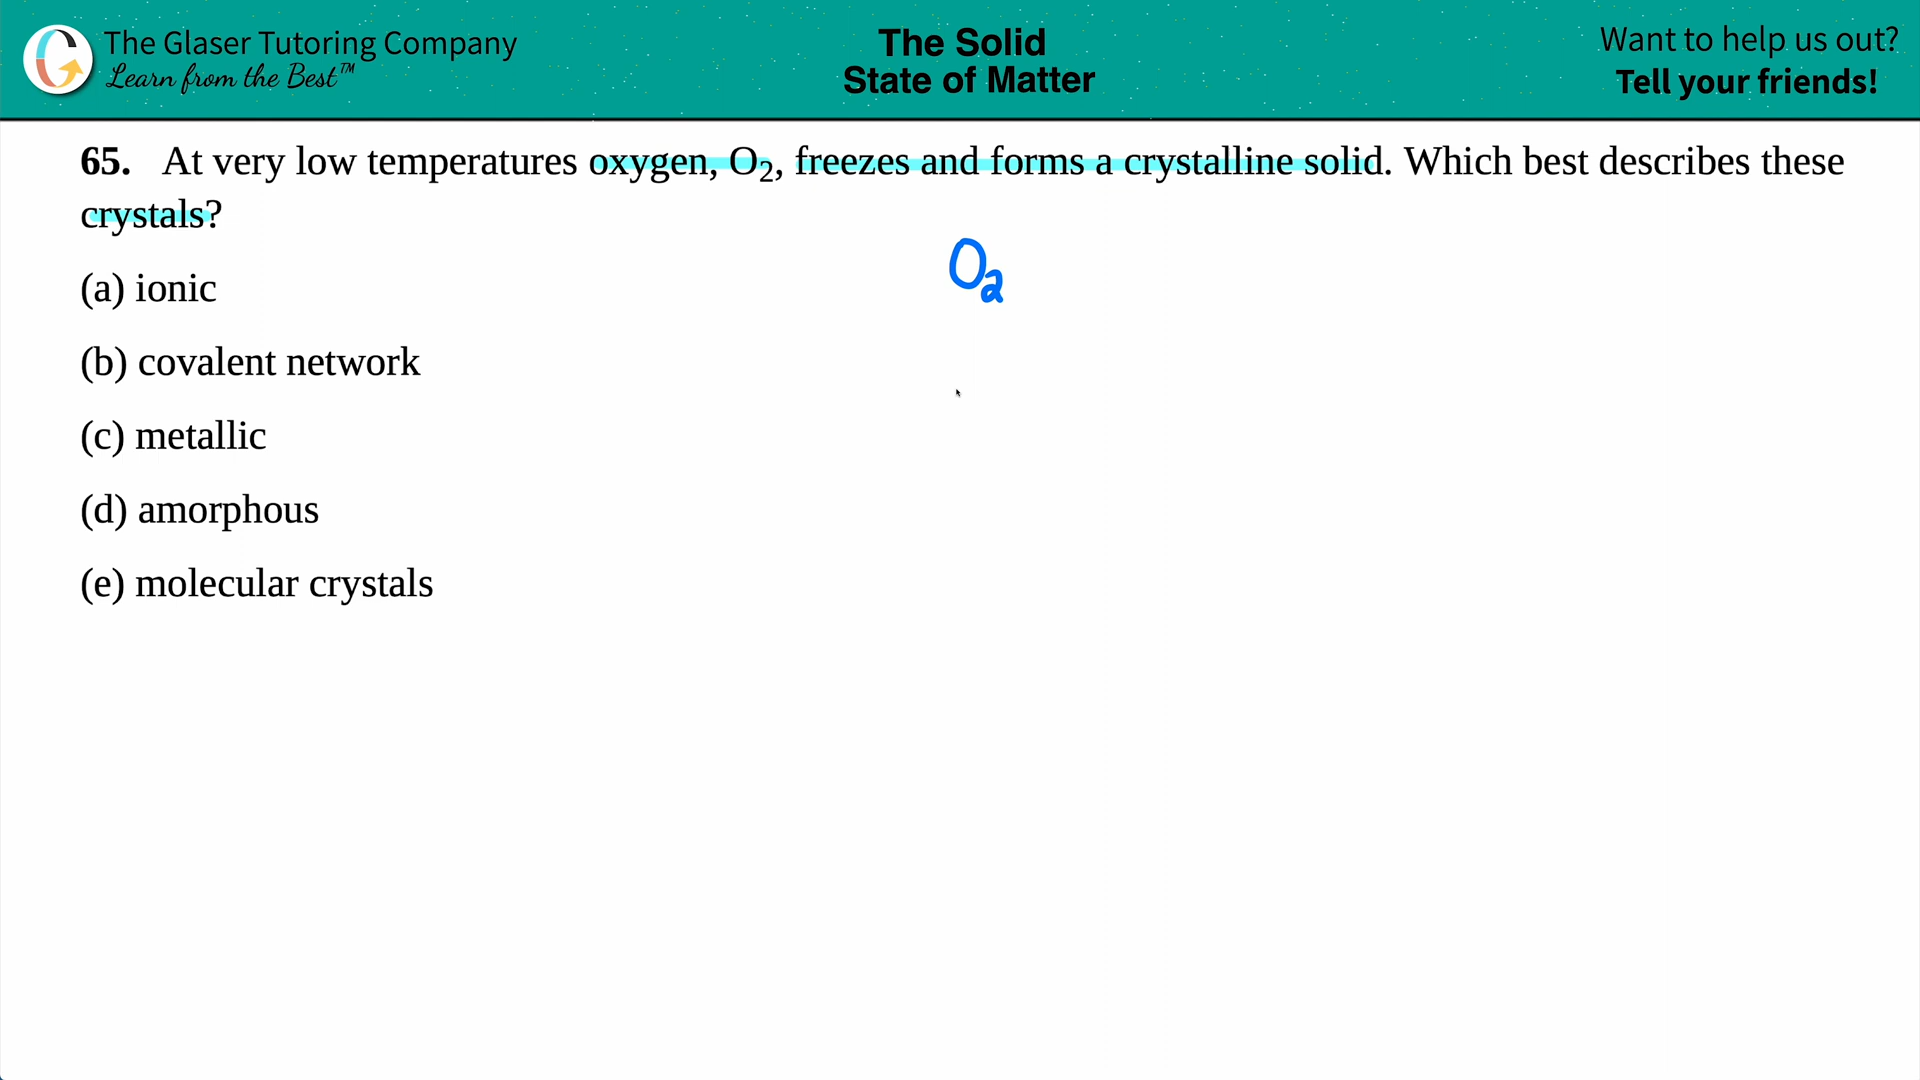 The Glaser Tutoring Company
Learn from the Best™
The Solid
State of Matter
Want to help us out?
Tell your friends!
65. At very low temperatures oxygen, O₂, freezes and forms a crystalline solid. Which best describes these
crystals?
O₂
(a) ionic
(b) covalent network
(c) metallic
(d) amorphous
(e) molecular crystals